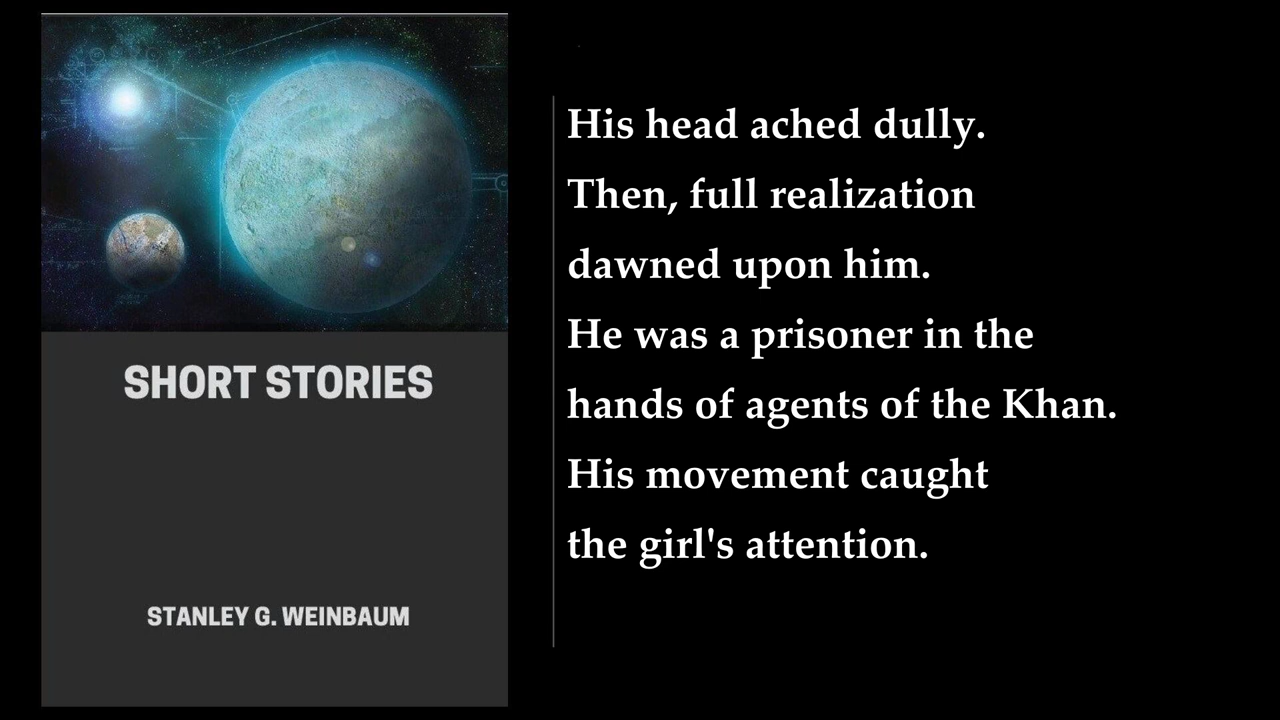 SHORT STORIES
STANLEY G. WEINBAUM
His head ached dully.
Then, full realization
dawned upon him.
He was a prisoner in the
hands of agents of the Khan.
His movement caught
the girl's attention.